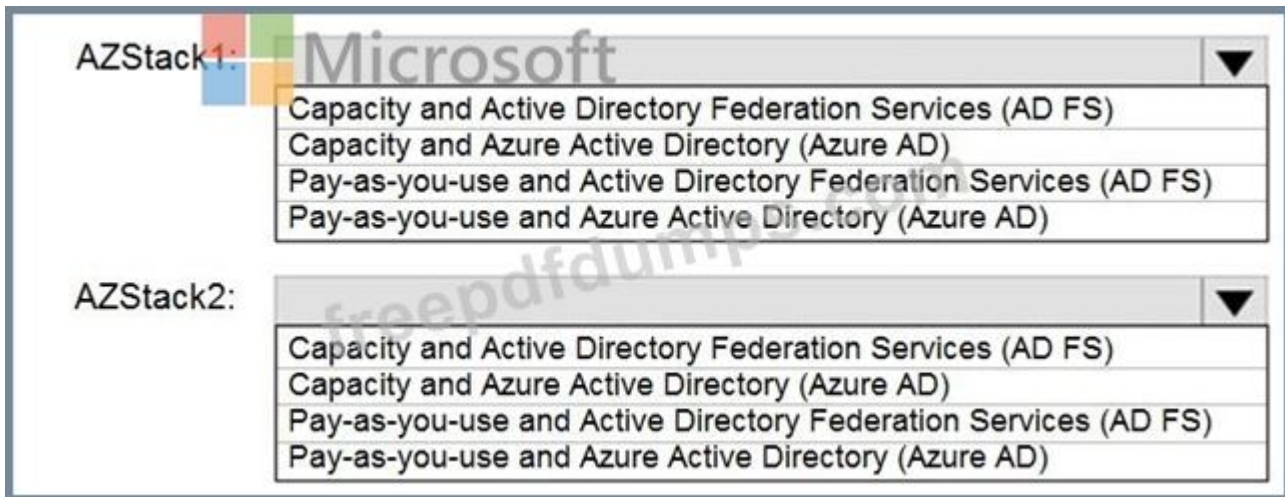 AZStack1:
Microsoft
Capacity and Active Directory Federation Services (AD FS)
Capacity and Azure Active Directory (Azure AD)
Pay-as-you-use and Active Directory Federation Services (AD FS)
Pay-as-you-use and Azure Active Directory (Azure AD)
freepdfdumps.com
AZStack2:
Capacity and Active Directory Federation Services (AD FS)
Capacity and Azure Active Directory (Azure AD)
Pay-as-you-use and Active Directory Federation Services (AD FS)
Pay-as-you-use and Azure Active Directory (Azure AD)